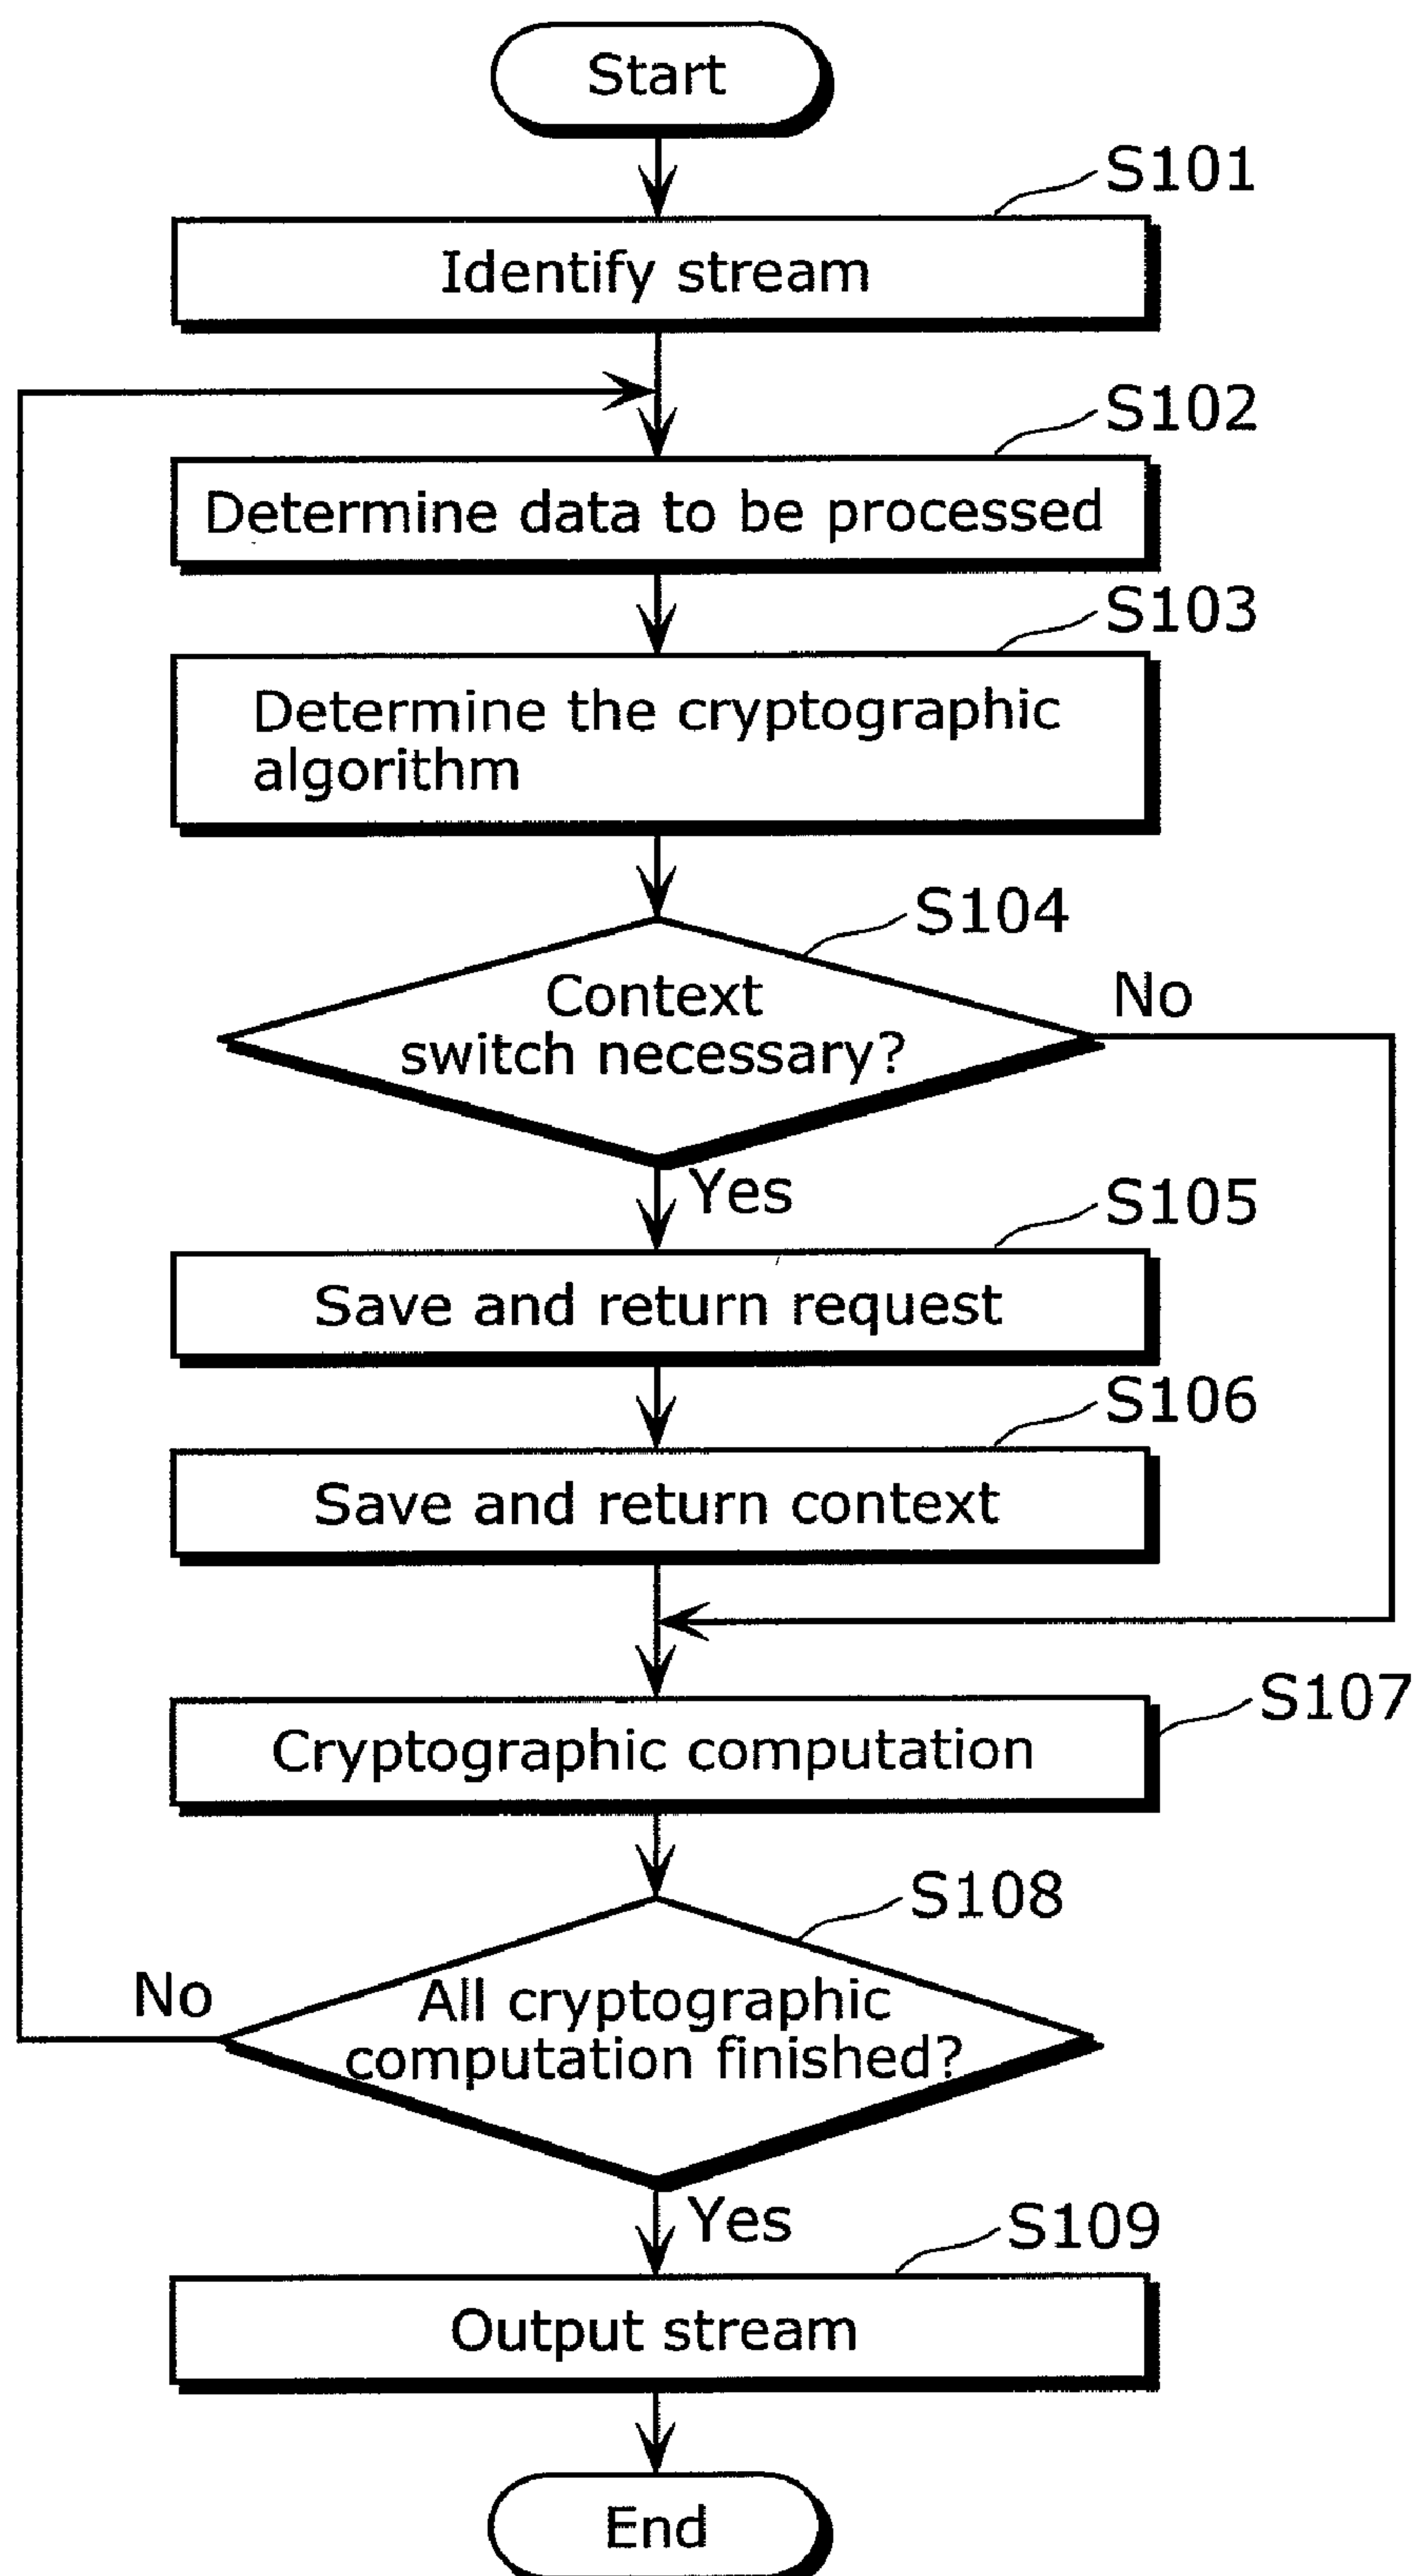 Start
S101
Identify stream
S102
Determine data to be processed
S103
Determine the cryptographic
algorithm
S104
Context
switch necessary?
No
Yes
S105
Save and return request
S106
Save and return context
S107
Cryptographic computation
S108
All cryptographic
computation finished?
No
Yes
S109
Output stream
End